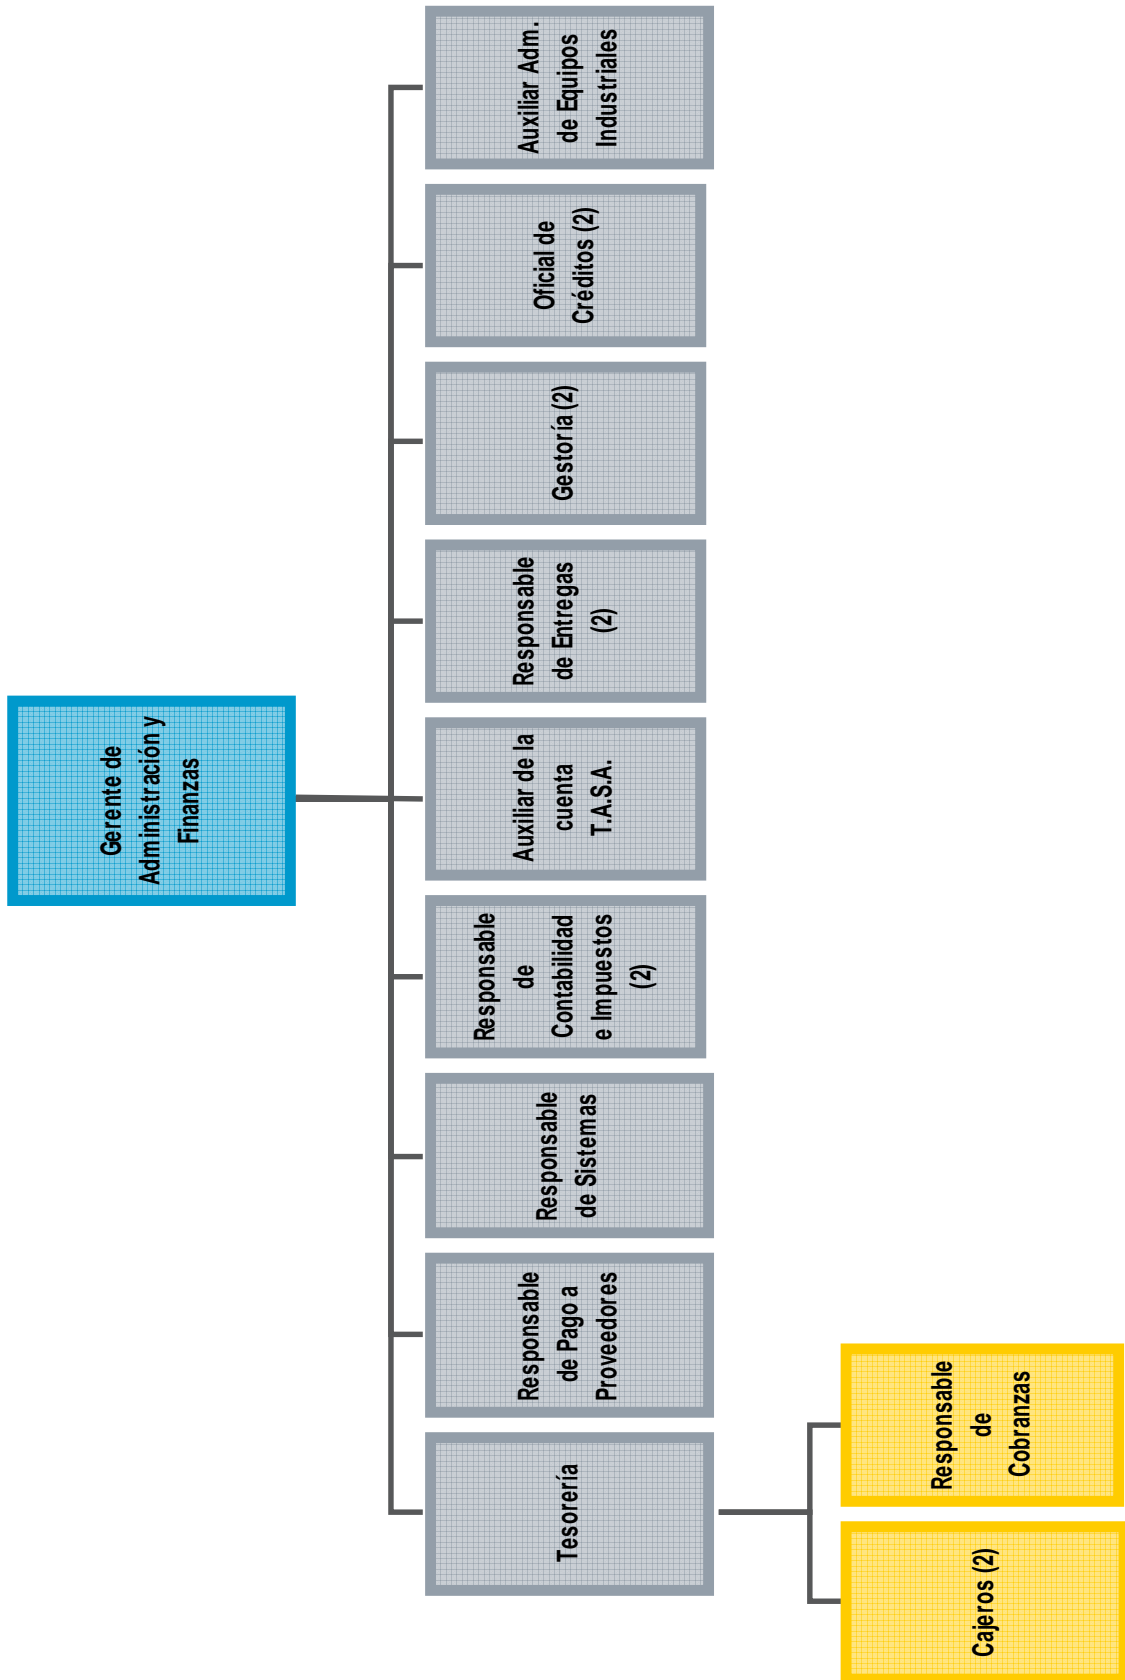 Gerente de
Administración y
Finanzas
Tesorería
Responsable
de Pago a
Proveedores
Responsable
de Sistemas
Responsable
de
Contabilidad
e Impuestos
(2)
Auxiliar de la
cuenta
T.A.S.A.
Responsable
de Entregas
(2)
Gestoría (2)
Oficial de
Créditos (2)
Auxiliar Adm.
de Equipos
Industriales
Cajeros (2)
Responsable
de
Cobranzas